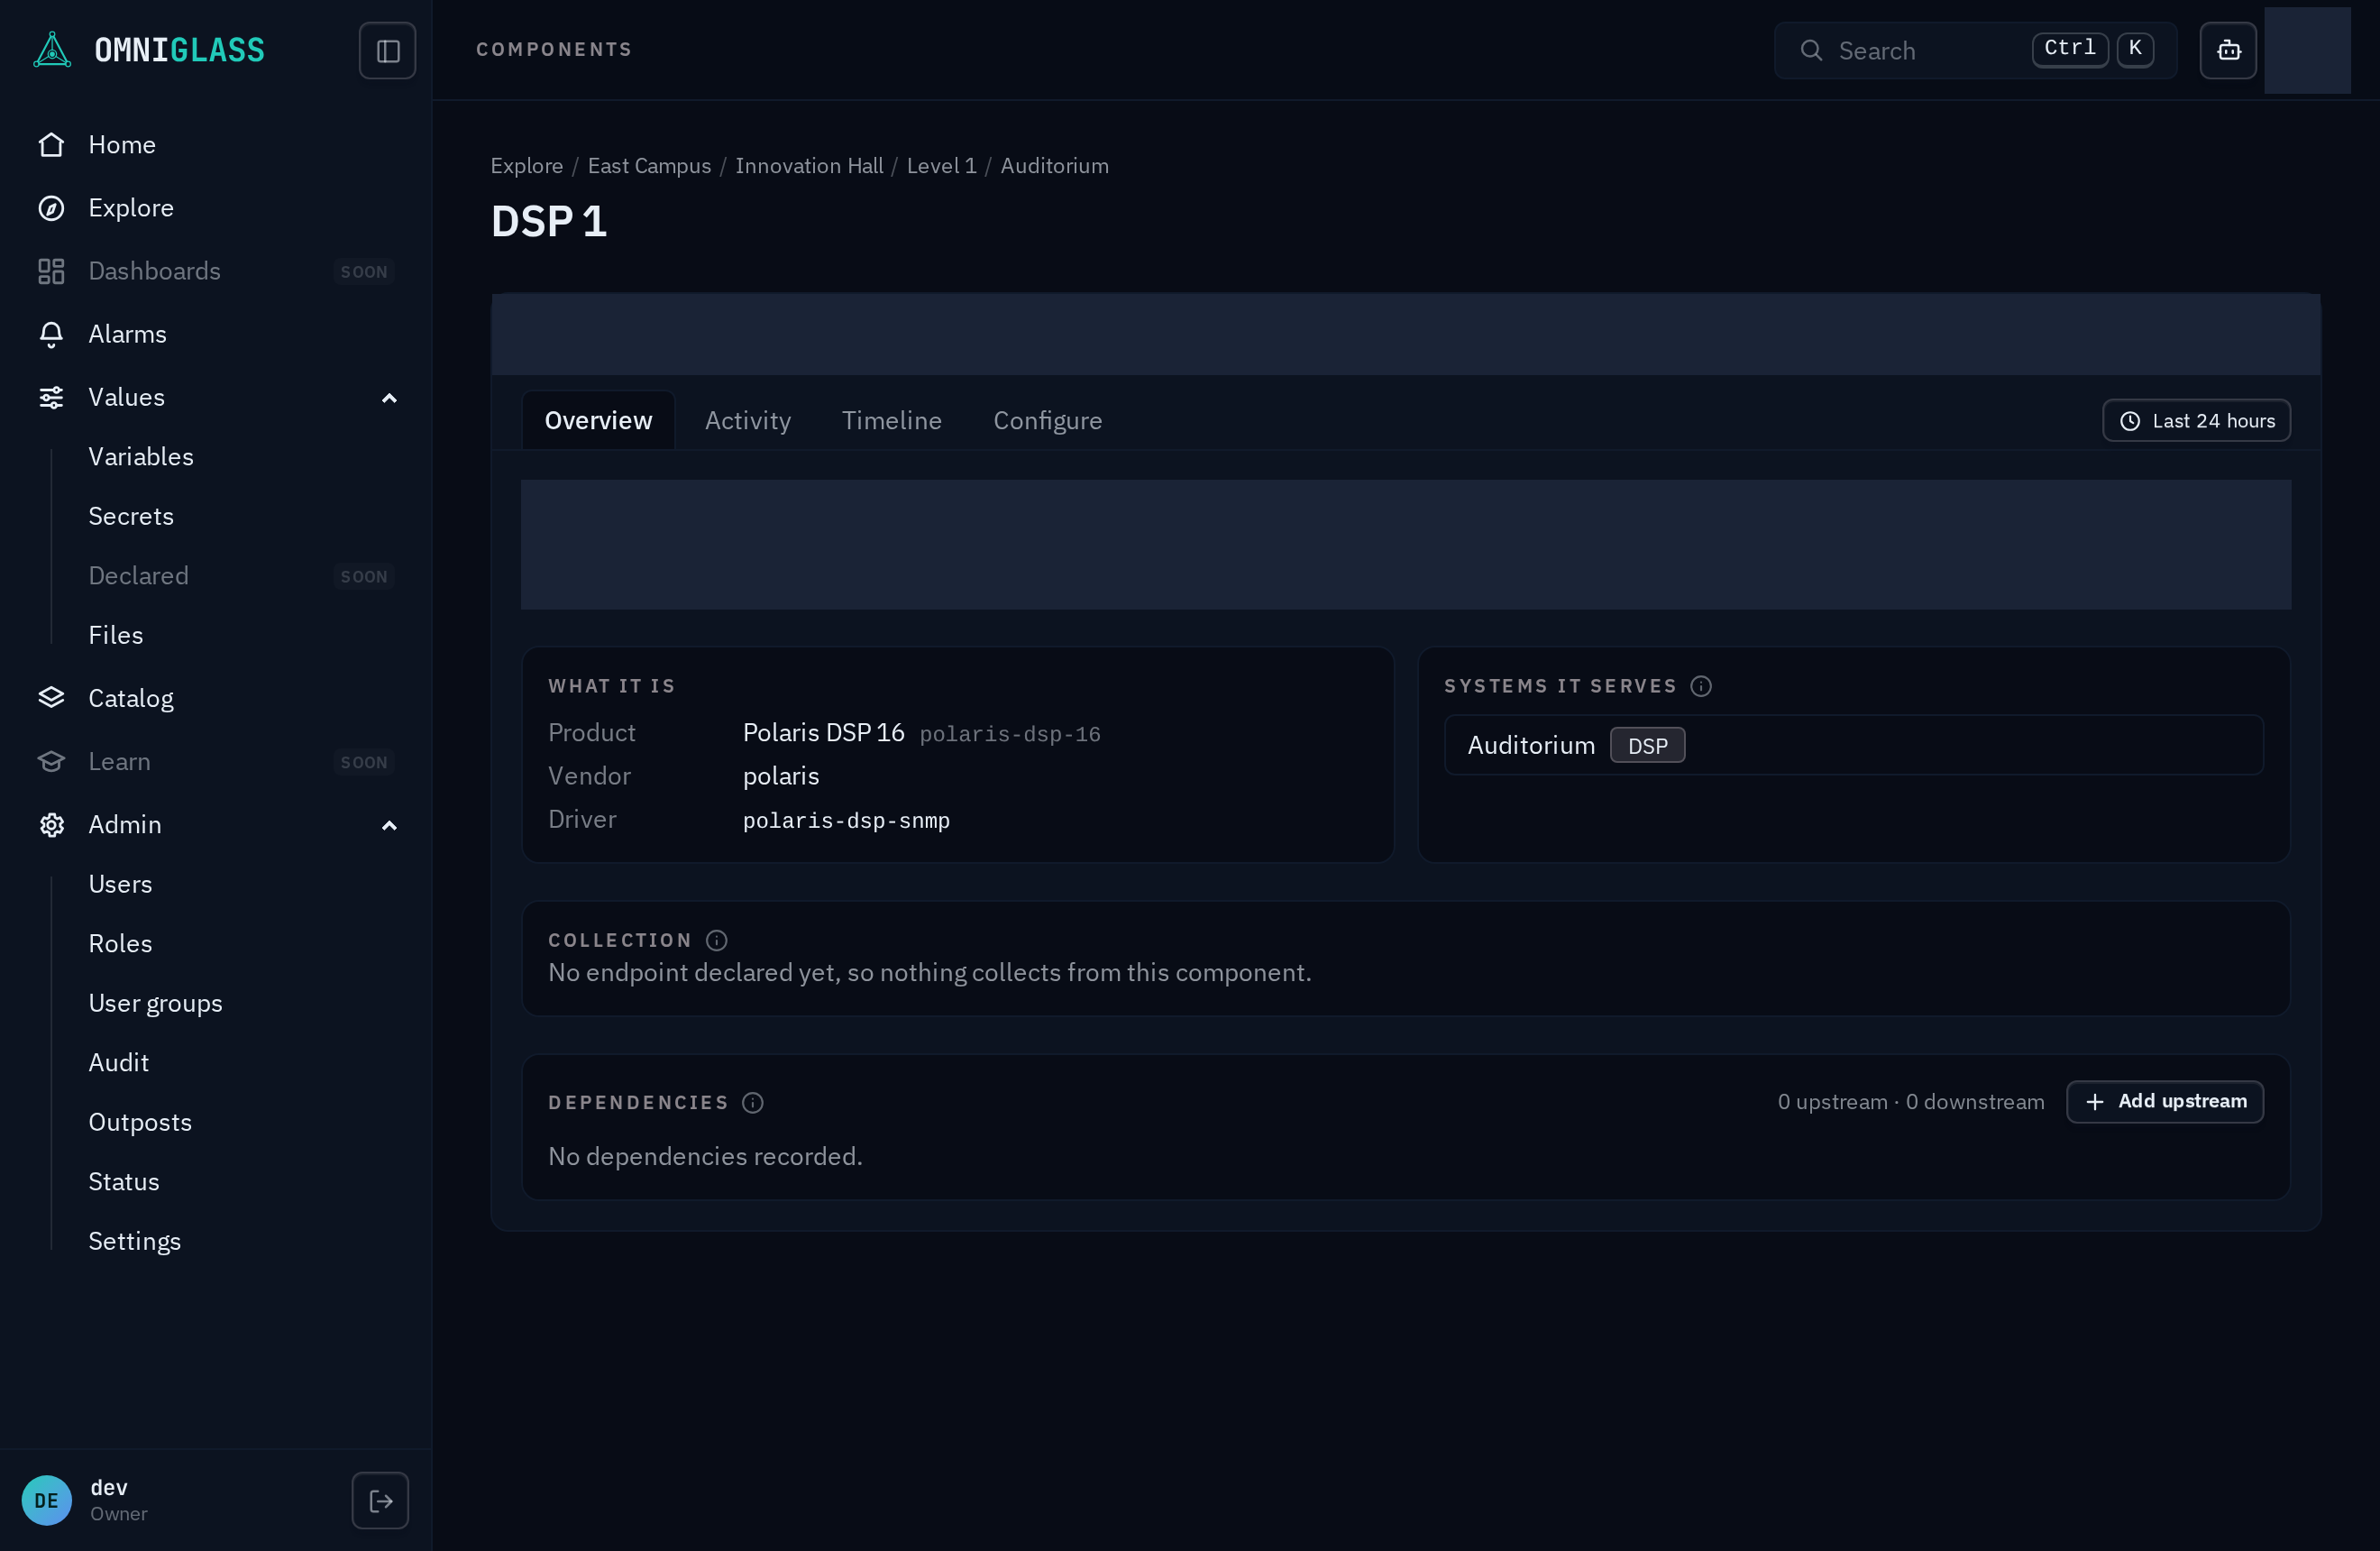 OMNIGLASS
COMPONENTS
Search Ctrl K
Home
Explore
Dashboards SOON
Alarms
Values
Variables
Secrets
Declared SOON
Files
Catalog
Learn SOON
Admin
Users
Roles
User groups
Audit
Outposts
Status
Settings
DE dev
Owner
Explore / East Campus / Innovation Hall / Level 1 / Auditorium
DSP 1
Overview Activity Timeline Configure Last 24 hours
WHAT IT IS
Product Polaris DSP 16 polaris-dsp-16
Vendor polaris
Driver polaris-dsp-snmp
SYSTEMS IT SERVES
Auditorium DSP
COLLECTION
No endpoint declared yet, so nothing collects from this component.
DEPENDENCIES 0 upstream · 0 downstream Add upstream
No dependencies recorded.